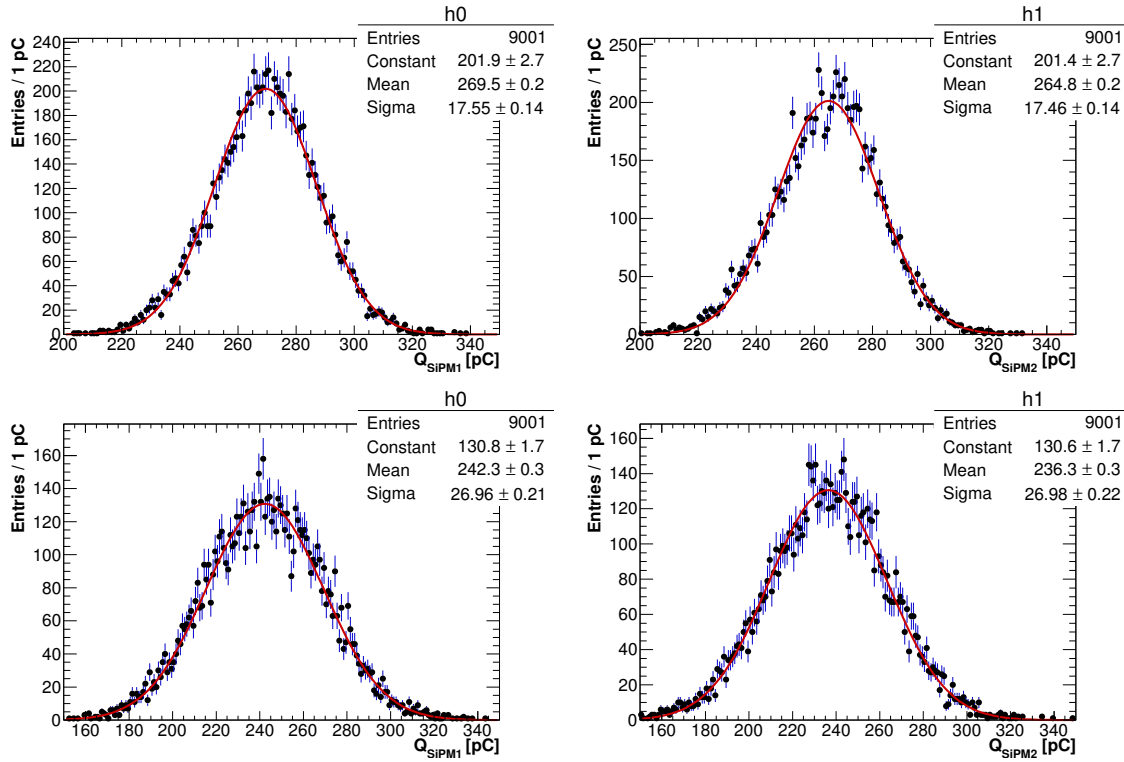 h0
Entries 9001
Constant 201.9 ± 2.7
Mean 269.5 ± 0.2
Sigma 17.55 ± 0.14
Entries / 1 pC
240
220
200
180
160
140
120
100
80
60
40
20
0
200 220 240 260 280 300 320 340
Q_SiPM1 [pC]
h1
Entries 9001
Constant 201.4 ± 2.7
Mean 264.8 ± 0.2
Sigma 17.46 ± 0.14
Entries / 1 pC
250
200
150
100
50
0
200 220 240 260 280 300 320 340
Q_SiPM2 [pC]
h0
Entries 9001
Constant 130.8 ± 1.7
Mean 242.3 ± 0.3
Sigma 26.96 ± 0.21
Entries / 1 pC
160
140
120
100
80
60
40
20
0
160 180 200 220 240 260 280 300 320 340
Q_SiPM1 [pC]
h1
Entries 9001
Constant 130.6 ± 1.7
Mean 236.3 ± 0.3
Sigma 26.98 ± 0.22
Entries / 1 pC
160
140
120
100
80
60
40
20
0
160 180 200 220 240 260 280 300 320 340
Q_SiPM2 [pC]